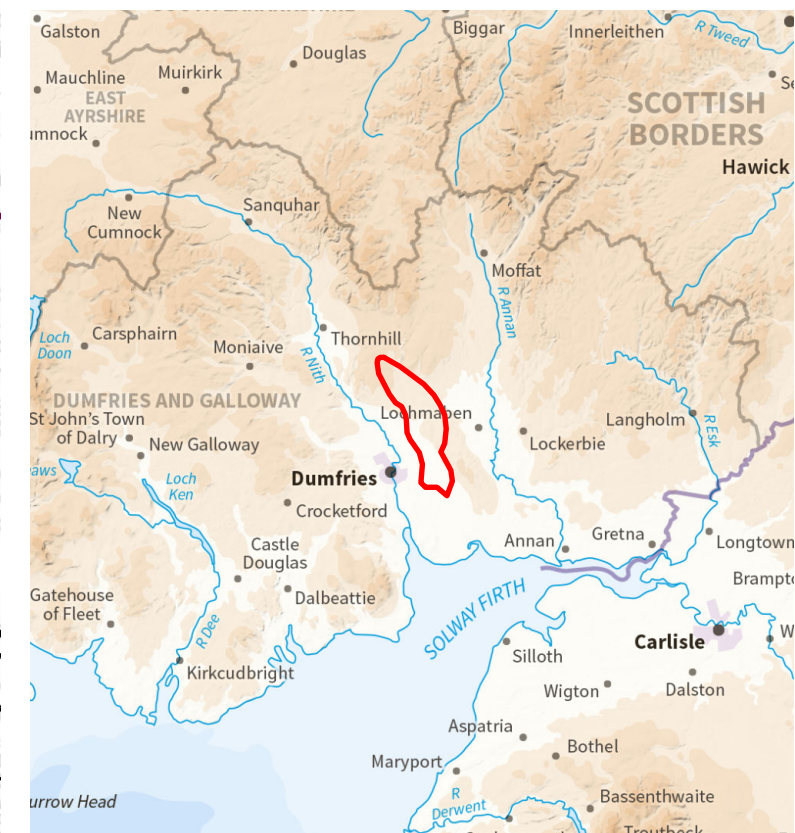 Galston
Biggar
Innerleithen
R Tweed
Douglas
Mauchline
Muirkirk
EAST
AYRSHIRE
SCOTTISH
BORDERS
Hawick
Sanquhar
New
Cumnock
Moffat
R Annan
Loch
Doon
Carsphairn
Thornhill
Moniaive
R Nith
DUMFRIES AND GALLOWAY
Lochmaben
St John's Town
of Dalry
New Galloway
Langholm
R Esk
Lockerbie
Loch
Ken
Dumfries
Crocketford
Annan
Gretna
Longtown
Castle
Douglas
Gatehouse
of Fleet
Dalbeattie
SOLWAY FIRTH
Brampto
R Dee
Carlisle
Silloth
Kirkcudbright
Wigton
Dalston
Aspatria
Bothel
Maryport
R
Derwent
Bassenthwaite
urrow Head